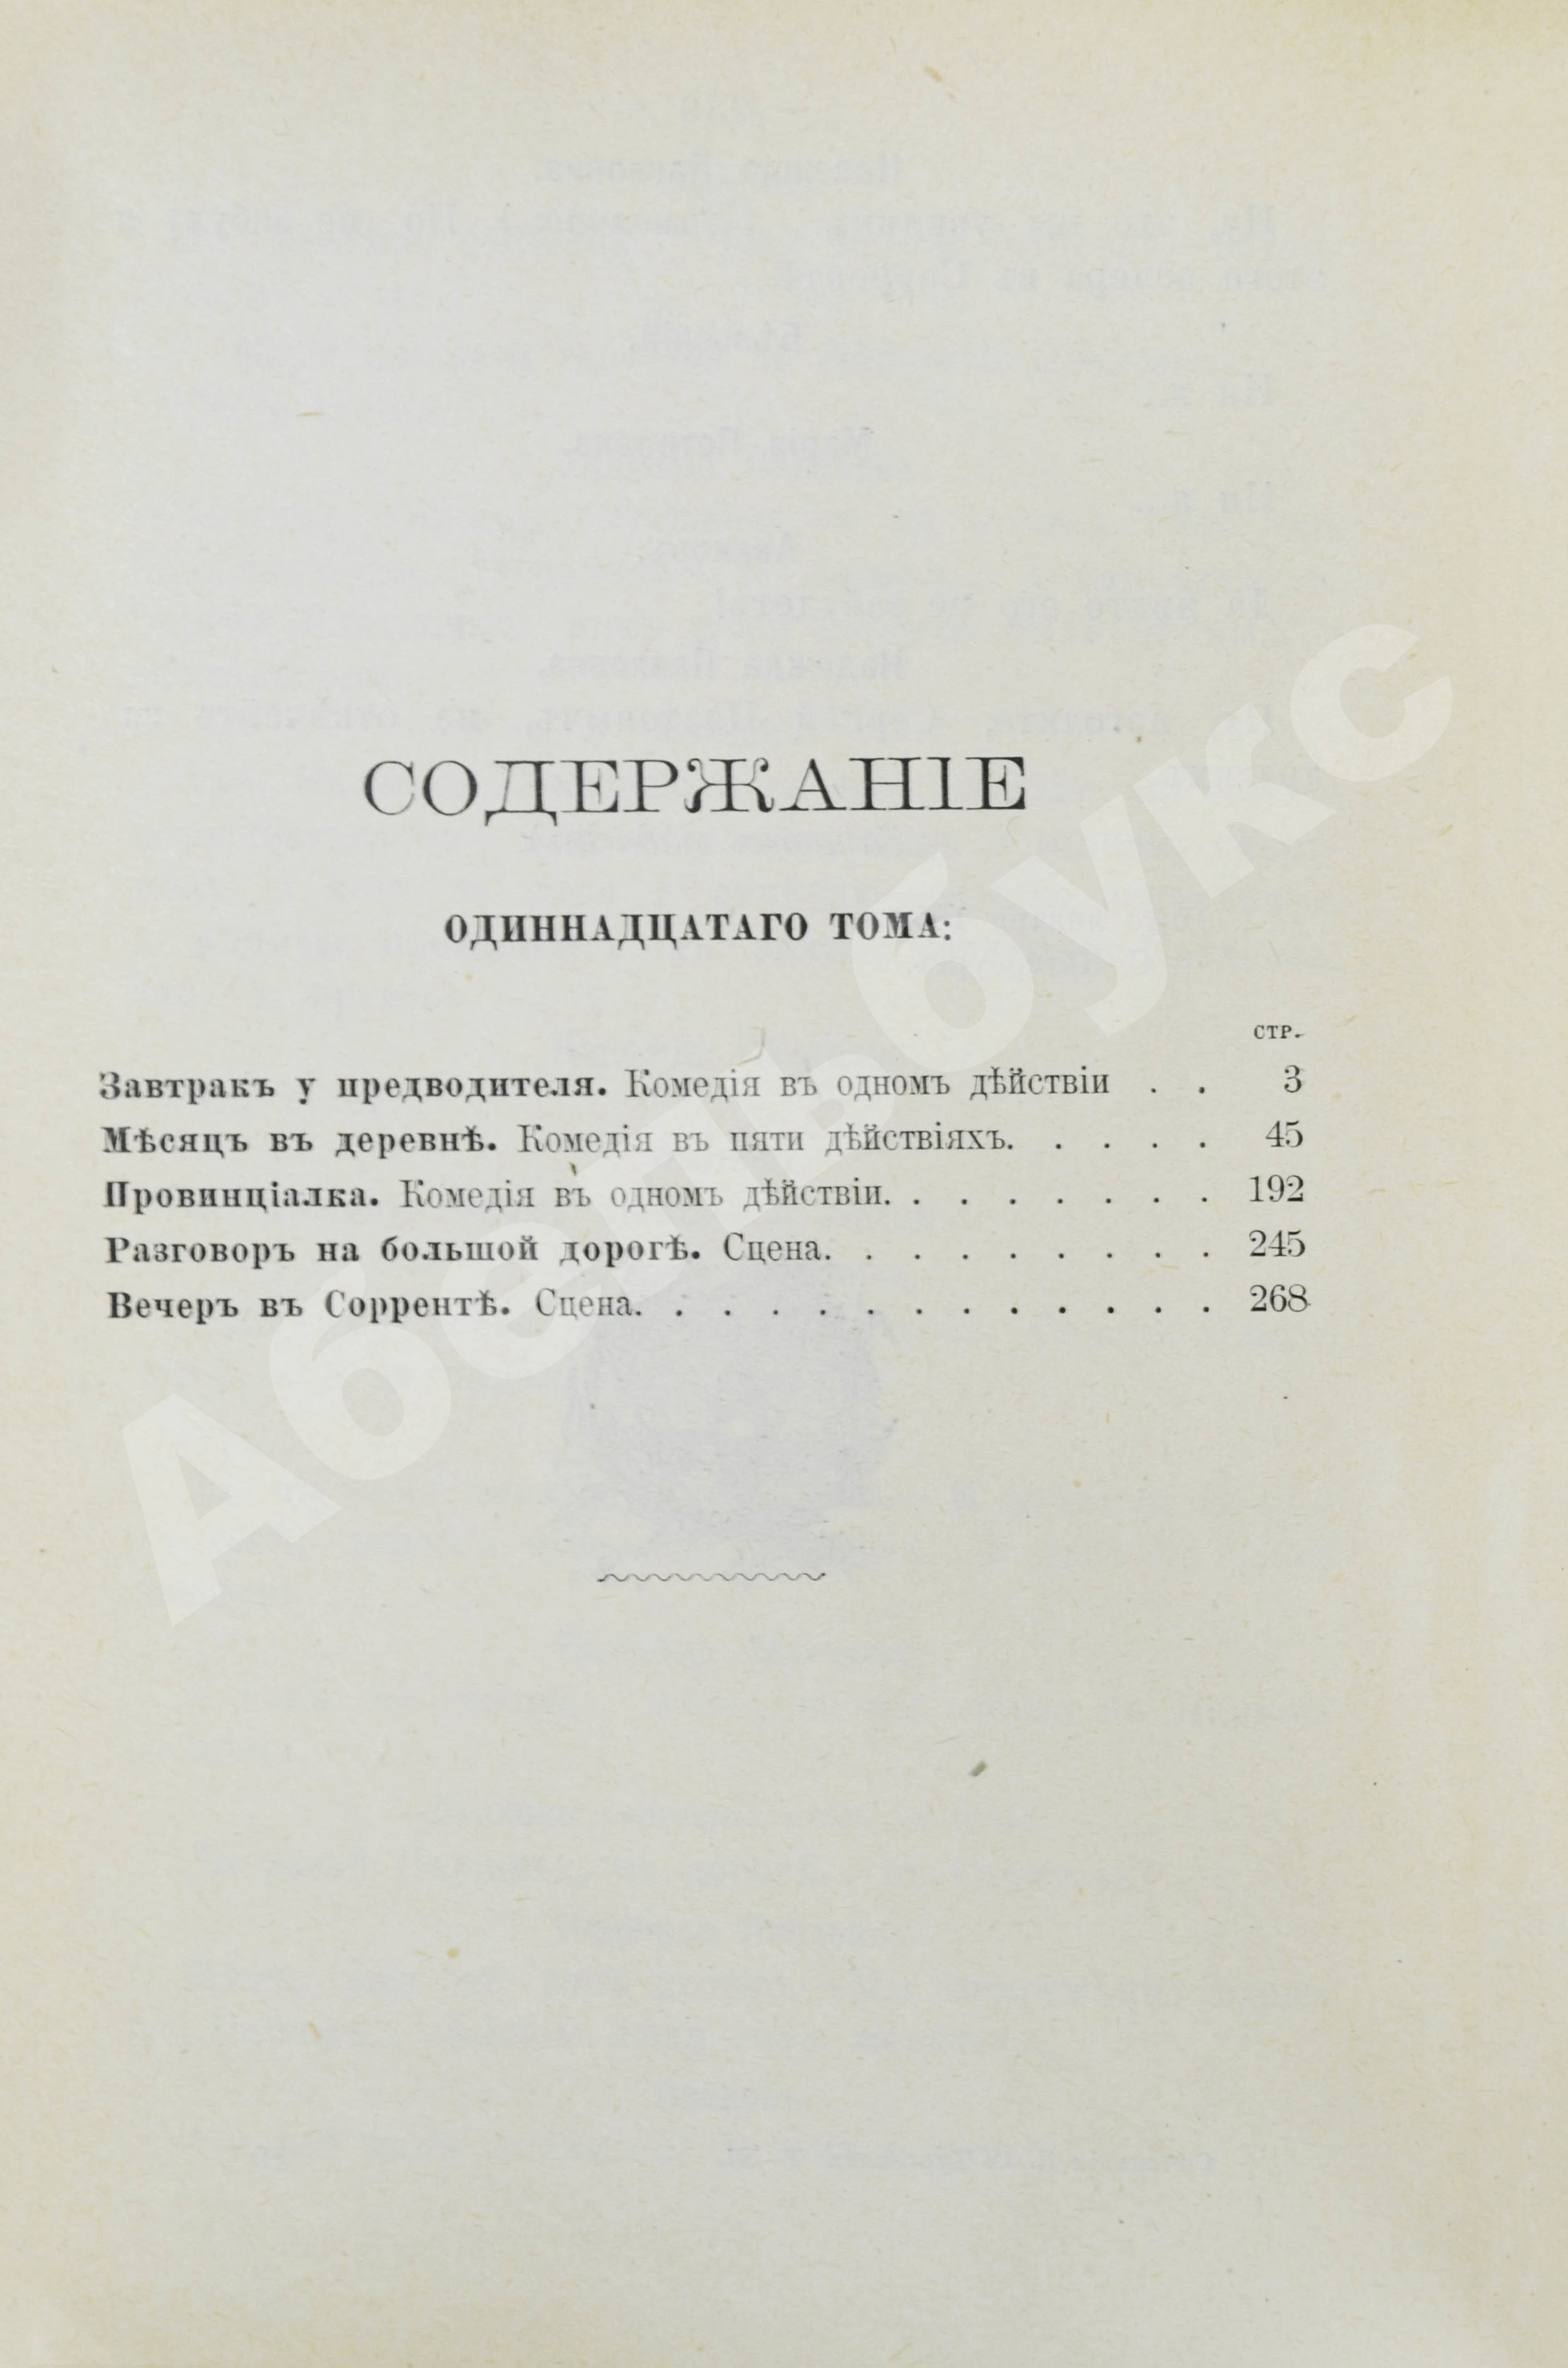 СОДЕРЖАНІЕ
ОДИННАДЦАТАГО ТОМА:
СТР.
Завтракъ у предводителя. Комедія въ одномъ дѣйствіи . . 3
Мѣсяцъ въ деревнѣ. Комедія въ пяти дѣйствіяхъ. . . . . 45
Провинціалка. Комедія въ одномъ дѣйствіи. . . . . . . . 192
Разговоръ на большой дорогѣ. Сцена. . . . . . . . . 245
Вечеръ въ Соррентѣ. Сцена. . . . . . . . . . . . . 268
Абельбукс